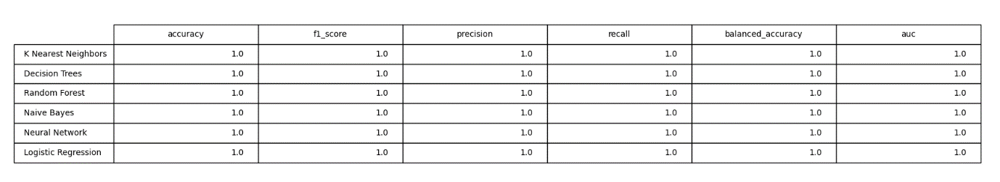 accuracy f1_score precision recall balanced_accuracy auc
K Nearest Neighbors 1.0 1.0 1.0 1.0 1.0 1.0
Decision Trees 1.0 1.0 1.0 1.0 1.0 1.0
Random Forest 1.0 1.0 1.0 1.0 1.0 1.0
Naive Bayes 1.0 1.0 1.0 1.0 1.0 1.0
Neural Network 1.0 1.0 1.0 1.0 1.0 1.0
Logistic Regression 1.0 1.0 1.0 1.0 1.0 1.0